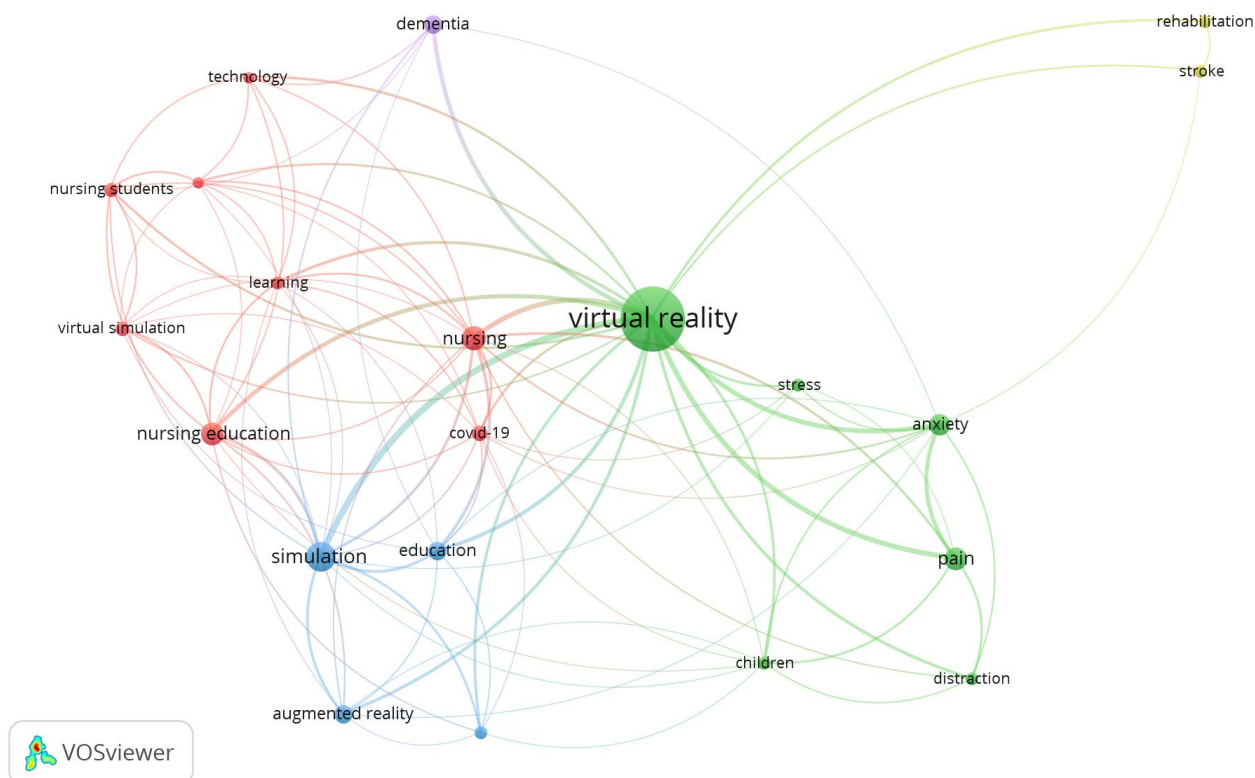 dementia
rehabilitation
stroke
technology
nursing students
learning
virtual simulation
nursing
virtual reality
stress
nursing education
covid-19
anxiety
simulation
education
pain
children
distraction
augmented reality
VOSviewer